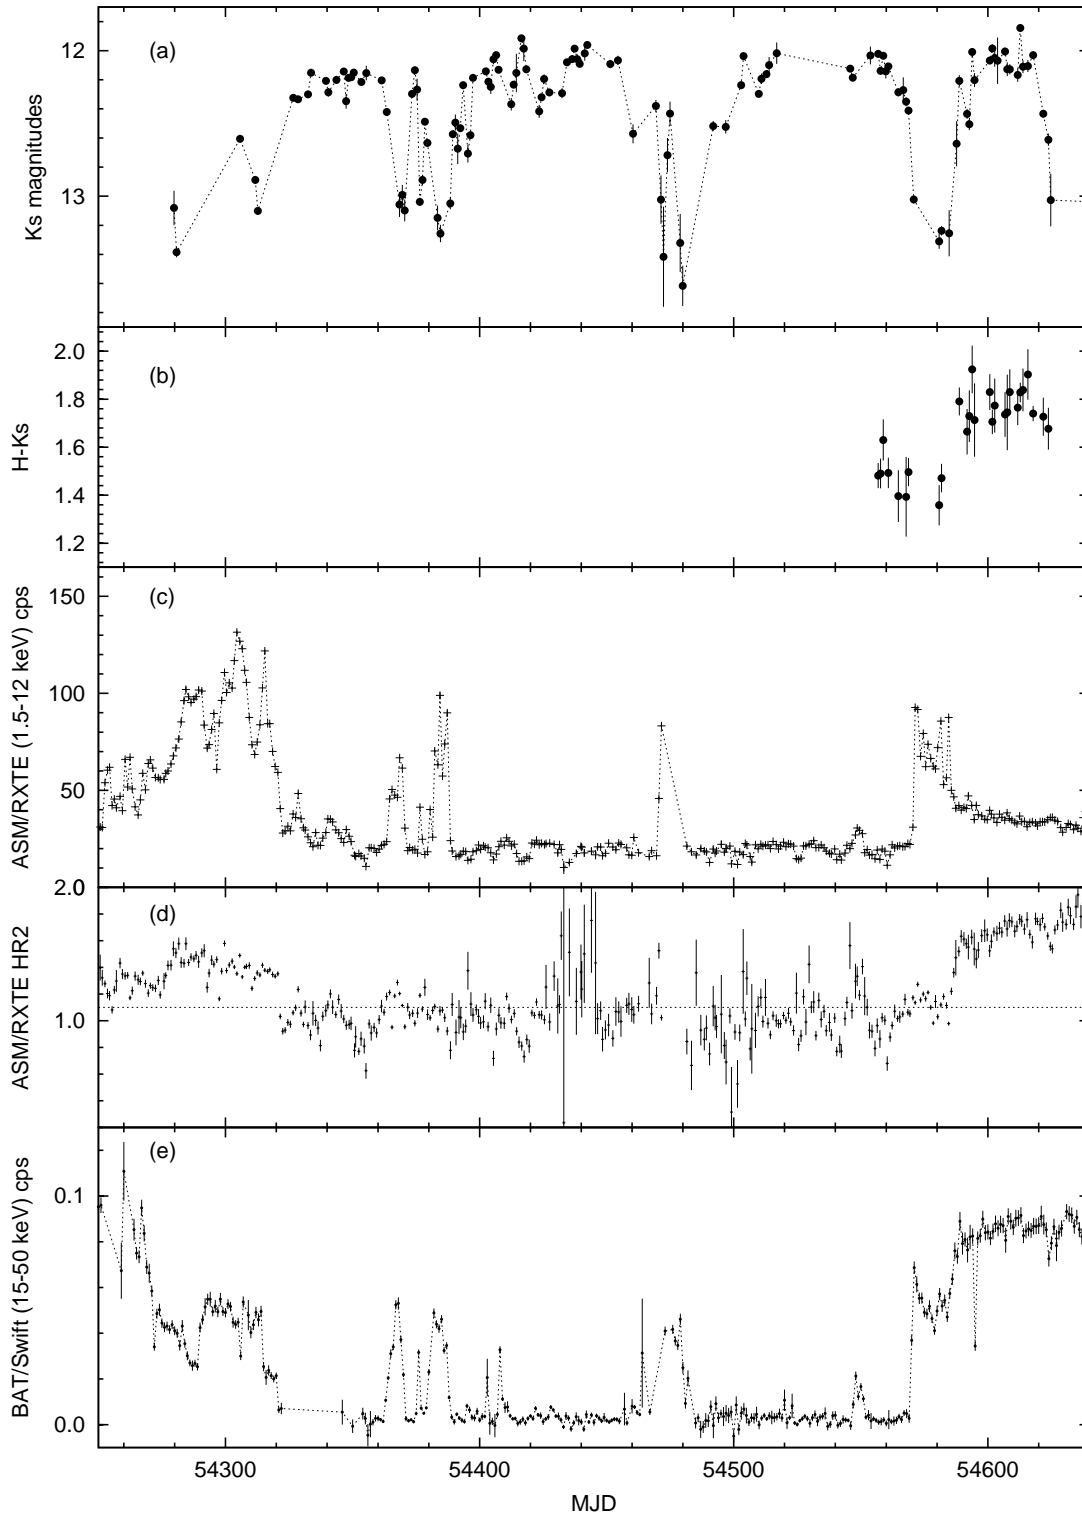 (a)
12
13
Ks magnitudes
(b)
2.0
1.8
1.6
1.4
1.2
H-Ks
(c)
150
100
50
0
ASM/RXTE (1.5-12 keV) cps
(d)
2.0
1.0
ASM/RXTE HR2
(e)
0.1
0.0
BAT/Swift (15-50 keV) cps
54300 54400 54500 54600
MJD